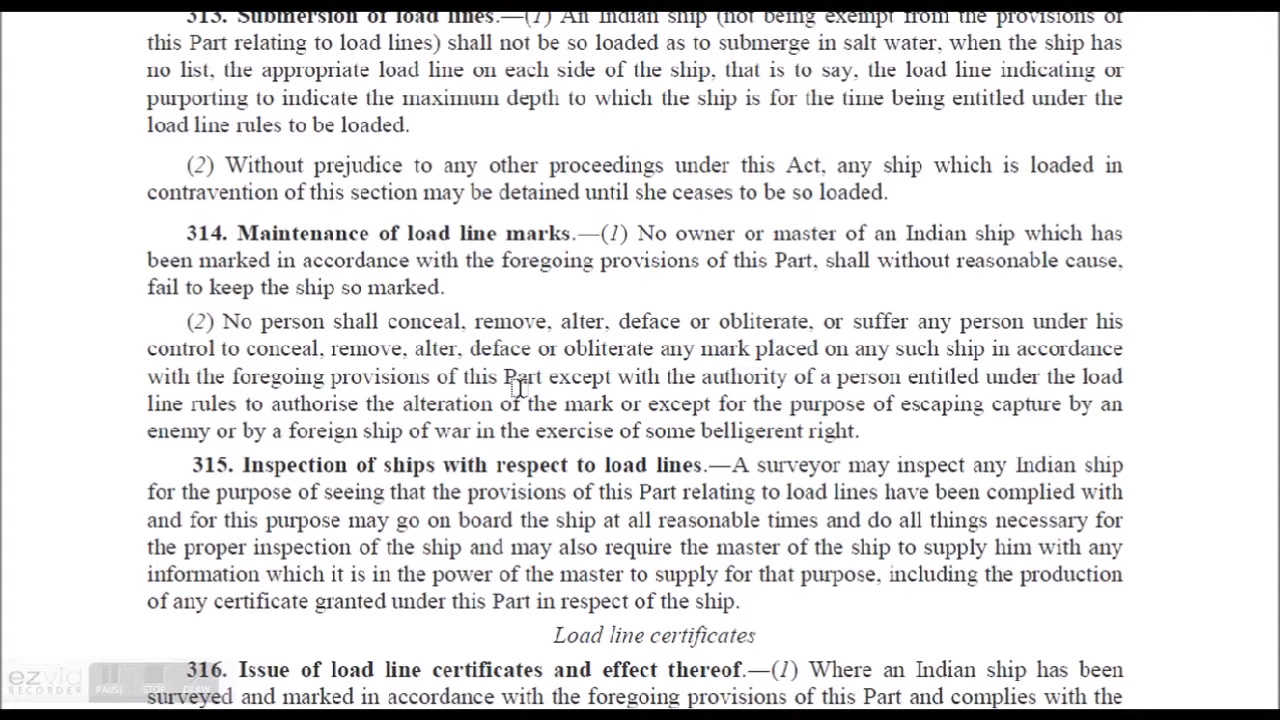 313. Submersion of load lines.—(1) An Indian ship (not being exempt from the provisions of
this Part relating to load lines) shall not be so loaded as to submerge in salt water, when the ship has
no list, the appropriate load line on each side of the ship, that is to say, the load line indicating or
purporting to indicate the maximum depth to which the ship is for the time being entitled under the
load line rules to be loaded.
(2) Without prejudice to any other proceedings under this Act, any ship which is loaded in
contravention of this section may be detained until she ceases to be so loaded.
314. Maintenance of load line marks.—(1) No owner or master of an Indian ship which has
been marked in accordance with the foregoing provisions of this Part, shall without reasonable cause,
fail to keep the ship so marked.
(2) No person shall conceal, remove, alter, deface or obliterate, or suffer any person under his
control to conceal, remove, alter, deface or obliterate any mark placed on any such ship in accordance
with the foregoing provisions of this Part except with the authority of a person entitled under the load
line rules to authorise the alteration of the mark or except for the purpose of escaping capture by an
enemy or by a foreign ship of war in the exercise of some belligerent right.
315. Inspection of ships with respect to load lines.—A surveyor may inspect any Indian ship
for the purpose of seeing that the provisions of this Part relating to load lines have been complied with
and for this purpose may go on board the ship at all reasonable times and do all things necessary for
the proper inspection of the ship and may also require the master of the ship to supply him with any
information which it is in the power of the master to supply for that purpose, including the production
of any certificate granted under this Part in respect of the ship.
Load line certificates
316. Issue of load line certificates and effect thereof.—(1) Where an Indian ship has been
surveyed and marked in accordance with the foregoing provisions of this Part and complies with the
ezvid
RECORDER
PAUSE STOP DRAW